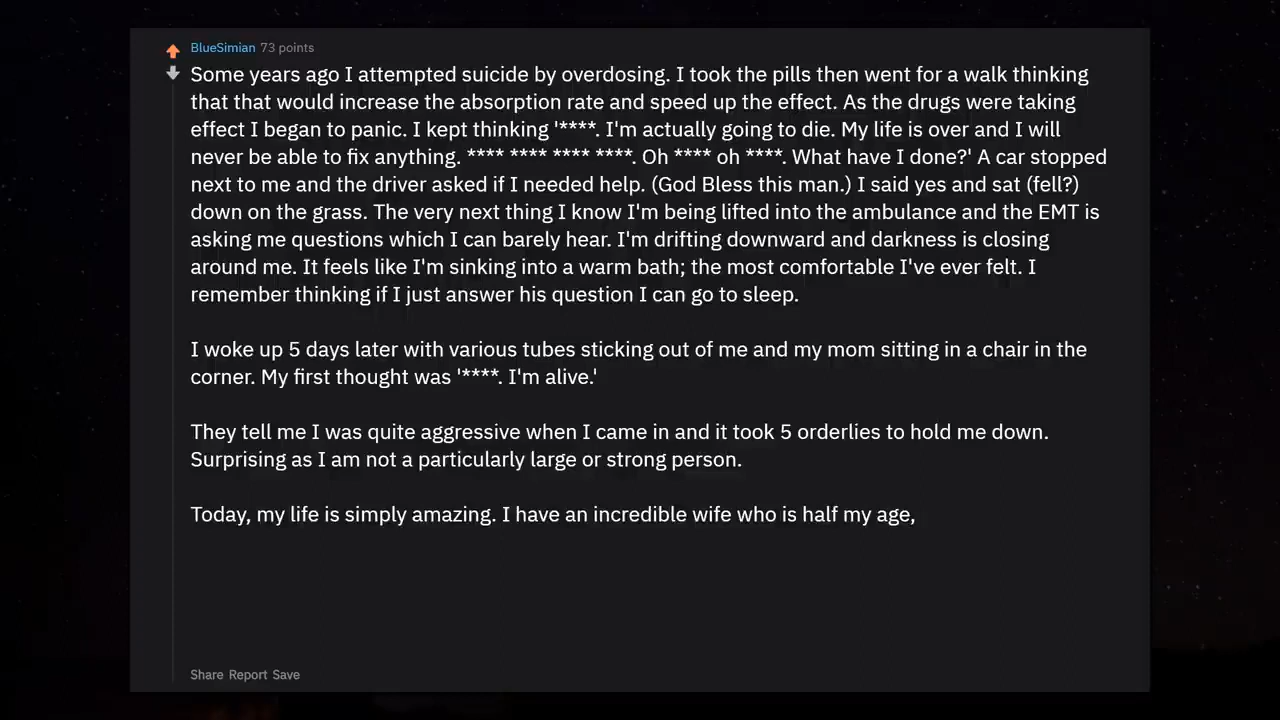 BlueSimian 73 points
Some years ago I attempted suicide by overdosing. I took the pills then went for a walk thinking
that that would increase the absorption rate and speed up the effect. As the drugs were taking
effect I began to panic. I kept thinking '****. I'm actually going to die. My life is over and I will
never be able to fix anything. **** **** **** ****. Oh **** oh ****. What have I done?' A car stopped
next to me and the driver asked if I needed help. (God Bless this man.) I said yes and sat (fell?)
down on the grass. The very next thing I know I'm being lifted into the ambulance and the EMT is
asking me questions which I can barely hear. I'm drifting downward and darkness is closing
around me. It feels like I'm sinking into a warm bath; the most comfortable I've ever felt. I
remember thinking if I just answer his question I can go to sleep.
I woke up 5 days later with various tubes sticking out of me and my mom sitting in a chair in the
corner. My first thought was '****. I'm alive.'
They tell me I was quite aggressive when I came in and it took 5 orderlies to hold me down.
Surprising as I am not a particularly large or strong person.
Today, my life is simply amazing. I have an incredible wife who is half my age,
Share Report Save